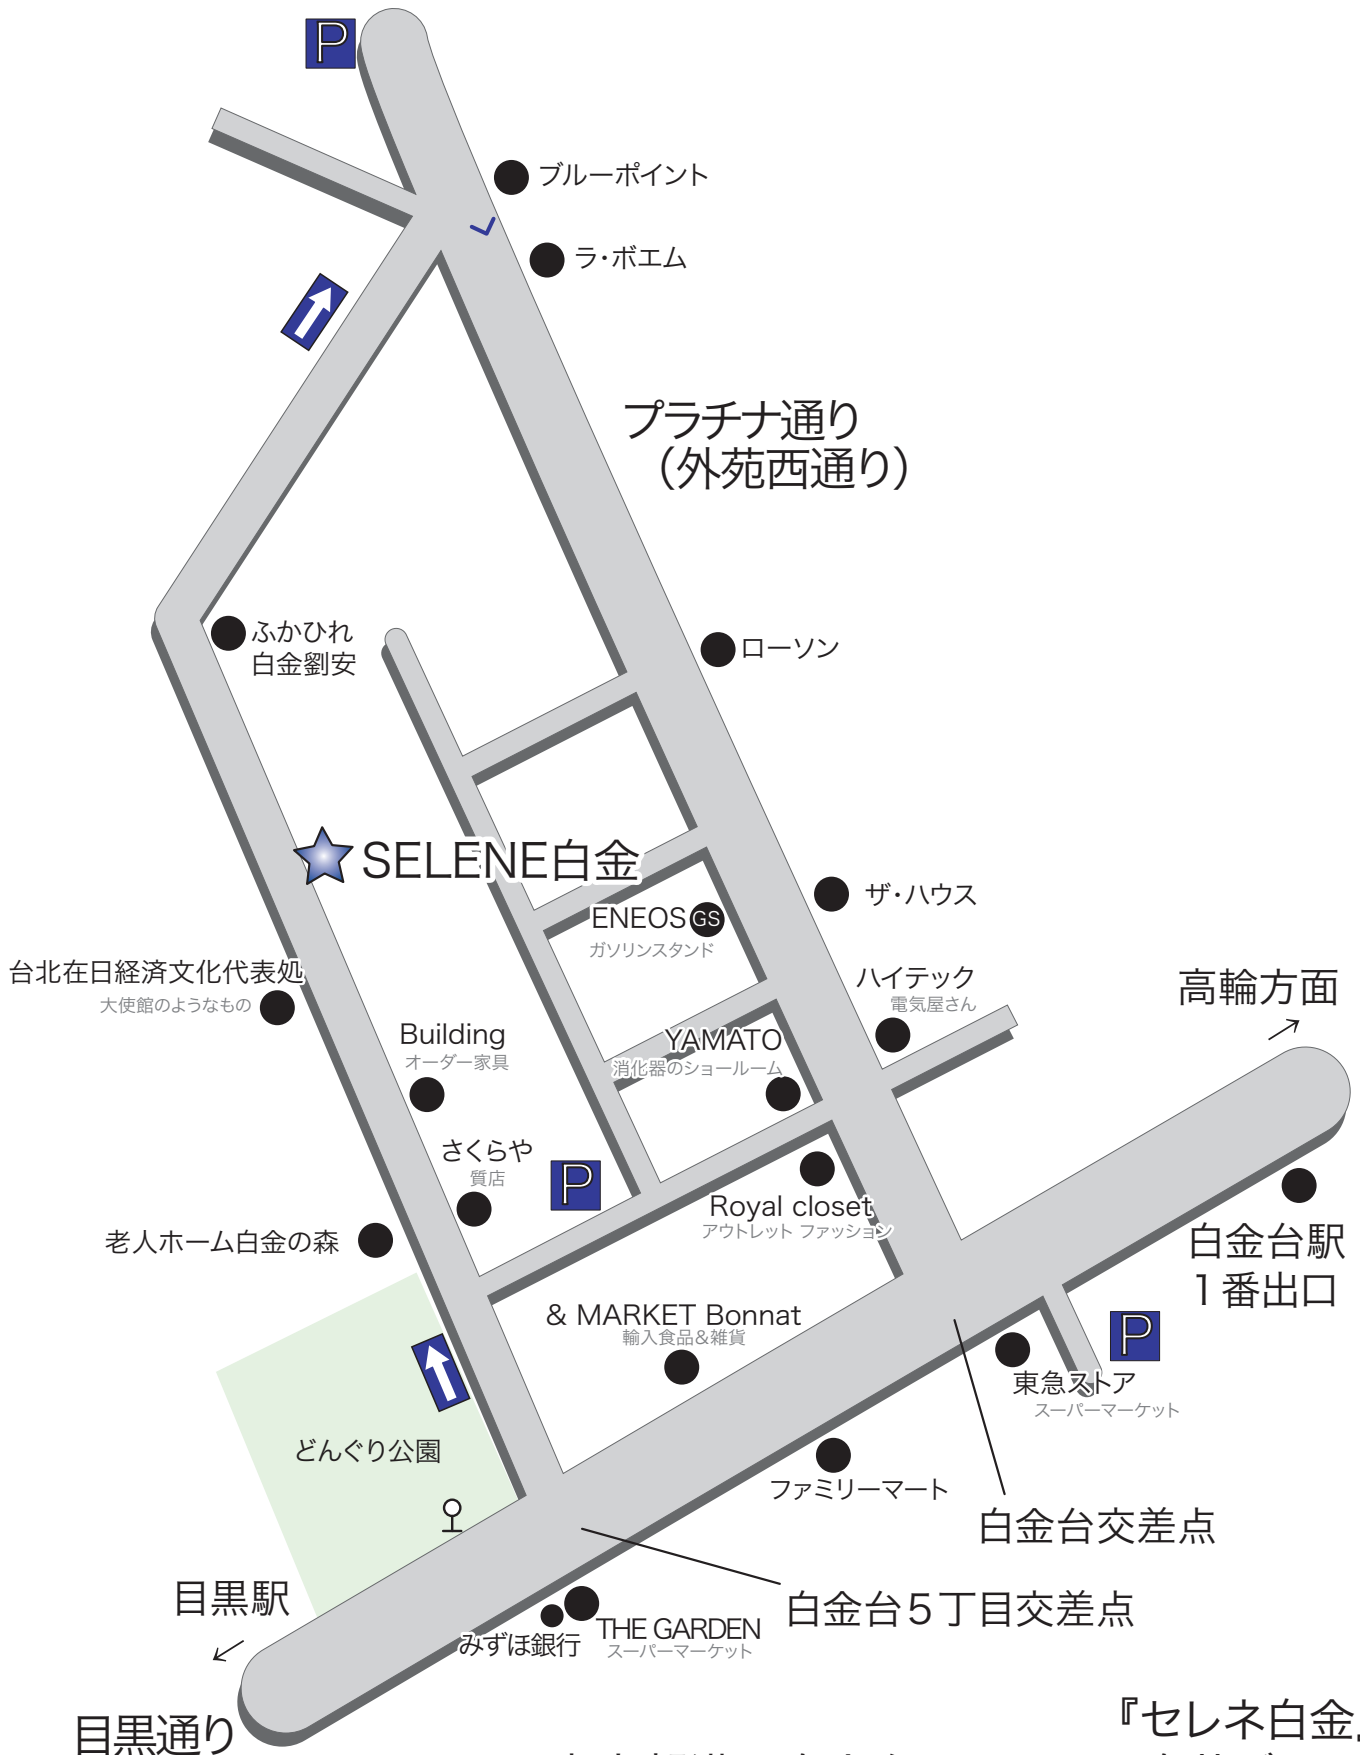 P
ブルーポイント
ラ・ボエム
プラチナ通り
（外苑西通り）
ふかひれ
白金劉安
ローソン
SELENE白金
ENEOS GS
ガソリンスタンド
ザ・ハウス
台北在日経済文化代表処
大使館のようなもの
ハイテック
電気屋さん
高輪方面
Building
オーダー家具
YAMATO
消化器のショールーム
さくらや
質店
P
Royal closet
アウトレット ファッション
老人ホーム白金の森
白金台駅
１番出口
& MARKET Bonnat
輸入食品&雑貨
P
東急ストア
スーパーマーケット
どんぐり公園
ファミリーマート
白金台交差点
目黒駅
白金台５丁目交差点
THE GARDEN
スーパーマーケット
みずほ銀行
目黒通り
『セレネ白金』